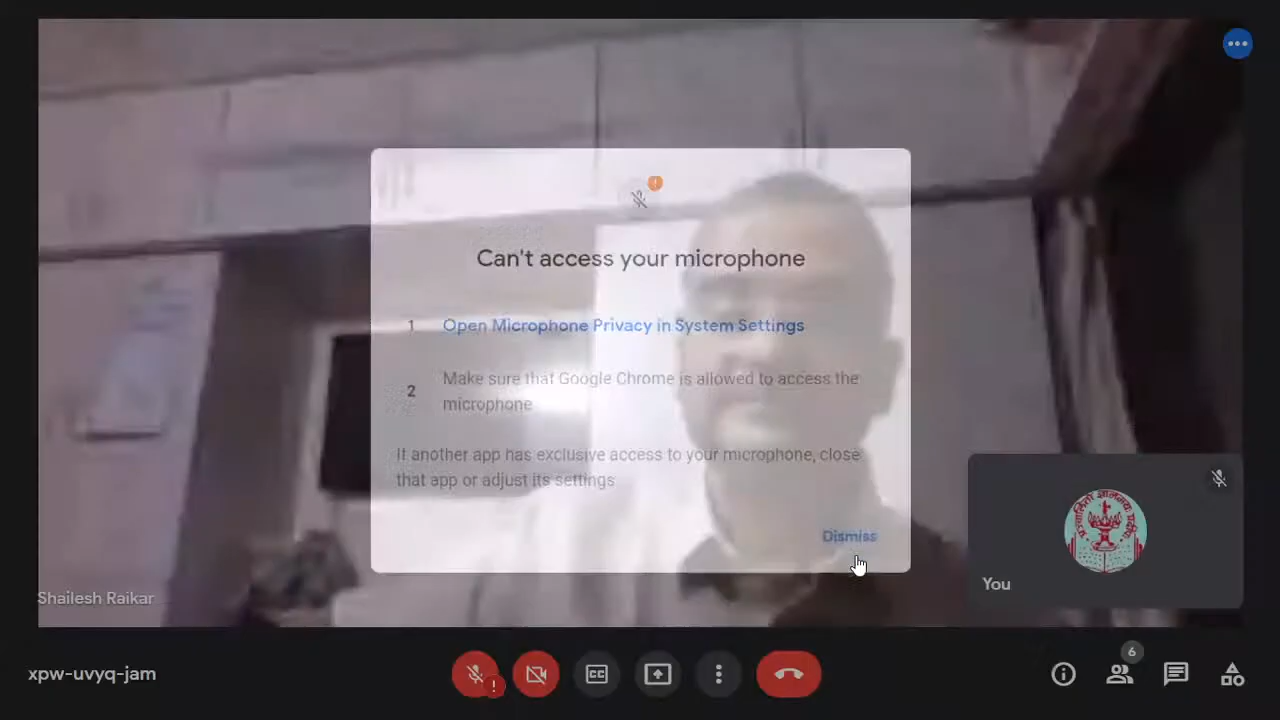 Can't access your microphone
1 Open Microphone Privacy in System Settings
2 Make sure that Google Chrome is allowed to access the
microphone
If another app has exclusive access to your microphone, close
that app or adjust its settings
Dismiss
You
Shailesh Raikar
6
xpw-uvyq-jam